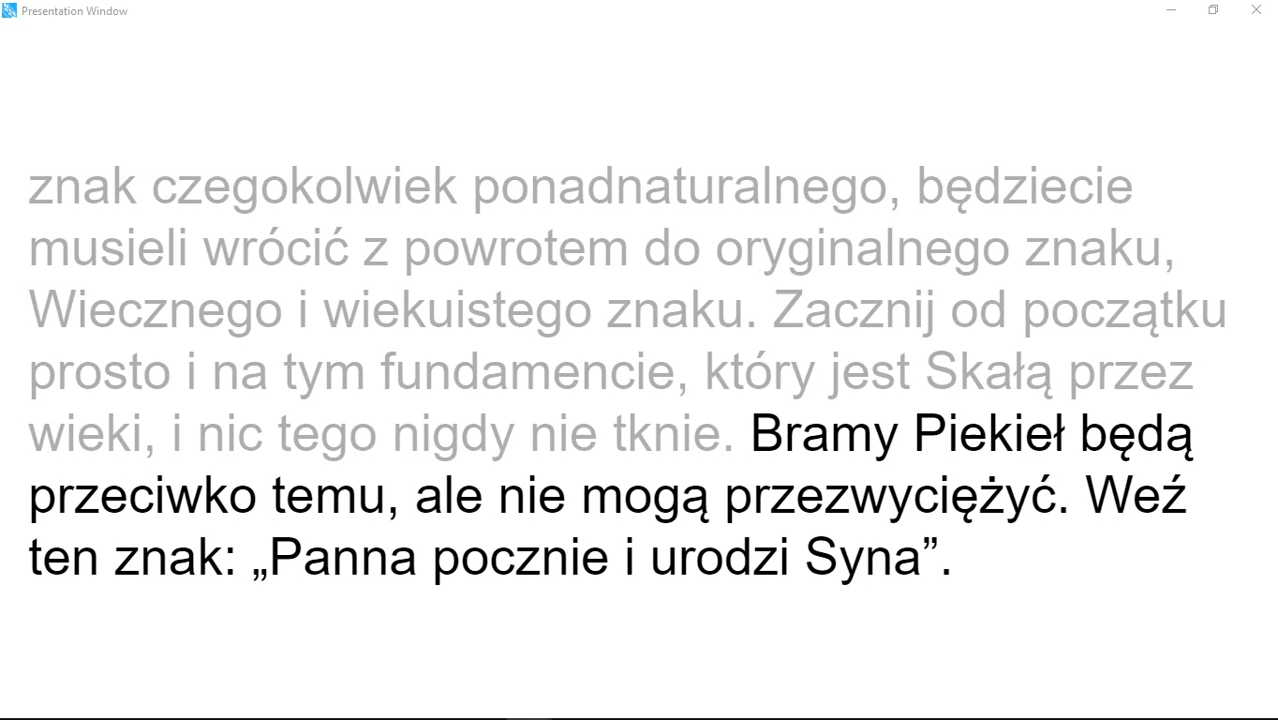 Presentation Window
znak czegokolwiek ponadnaturalnego, będziecie
musieli wrócić z powrotem do oryginalnego znaku,
Wiecznego i wiekuistego znaku. Zacznij od początku
prosto i na tym fundamencie, który jest Skałą przez
wieki, i nic tego nigdy nie tknie. Bramy Piekieł będą
przeciwko temu, ale nie mogą przezwyciężyć. Weź
ten znak: „Panna pocznie i urodzi Syna”.